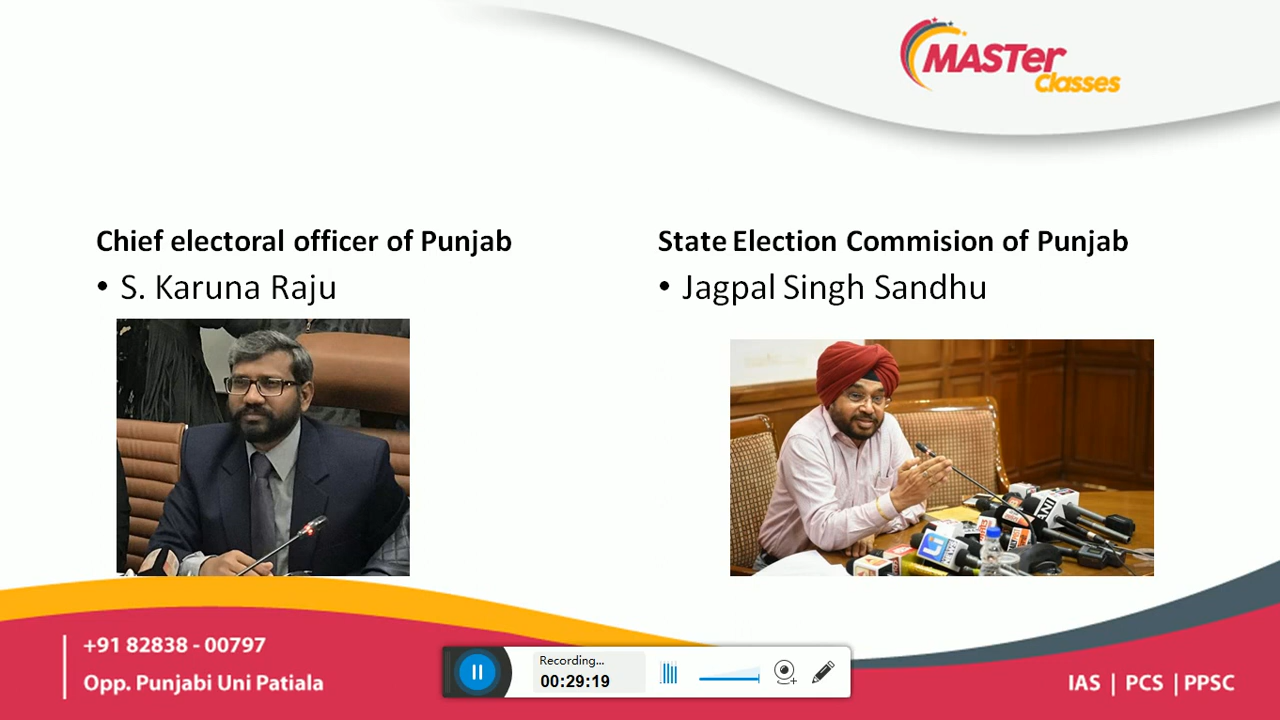 MASTer
Classes
Chief electoral officer of Punjab
• S. Karuna Raju
State Election Commision of Punjab
• Jagpal Singh Sandhu
ANI
+91 82838 - 00797
Opp. Punjabi Uni Patiala
Recording...
00:29:19
IAS | PCS | PPSC